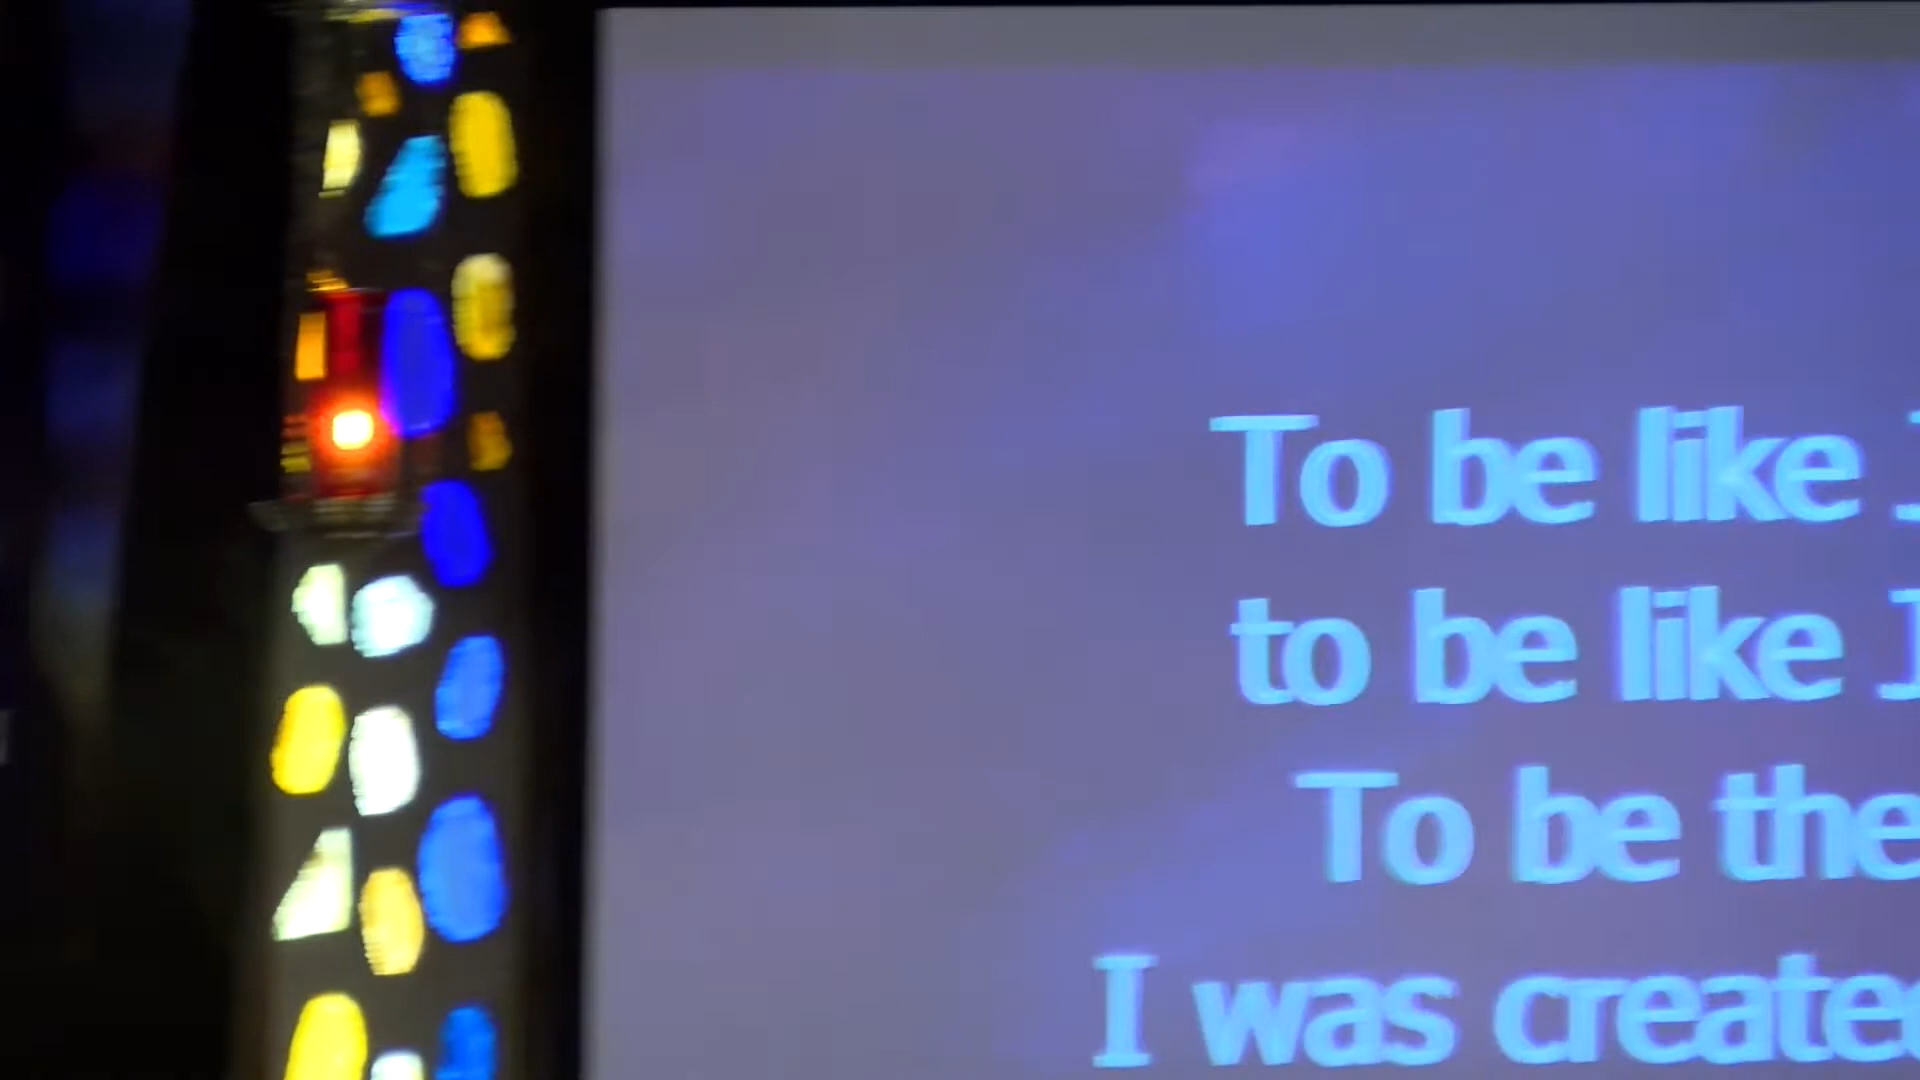 To be like
to be like
To be the
I was create